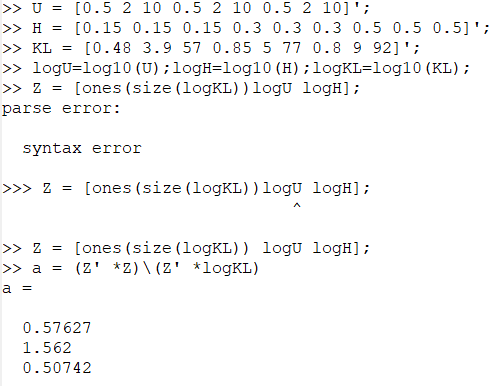 >> U = [0.5 2 10 0.5 2 10 0.5 2 10]';
>> H = [0.15 0.15 0.15 0.3 0.3 0.3 0.5 0.5 0.5]';
>> KL = [0.48 3.9 57 0.85 5 77 0.8 9 92]';
>> logU=log10(U);logH=log10(H);logKL=log10(KL);
>> Z = [ones(size(logKL))logU logH];
parse error:
syntax error
>>> Z = [ones(size(logKL))logU logH];
^
>> Z = [ones(size(logKL)) logU logH];
>> a = (Z' *Z)\(Z' *logKL)
a =
0.57627
1.562
0.50742